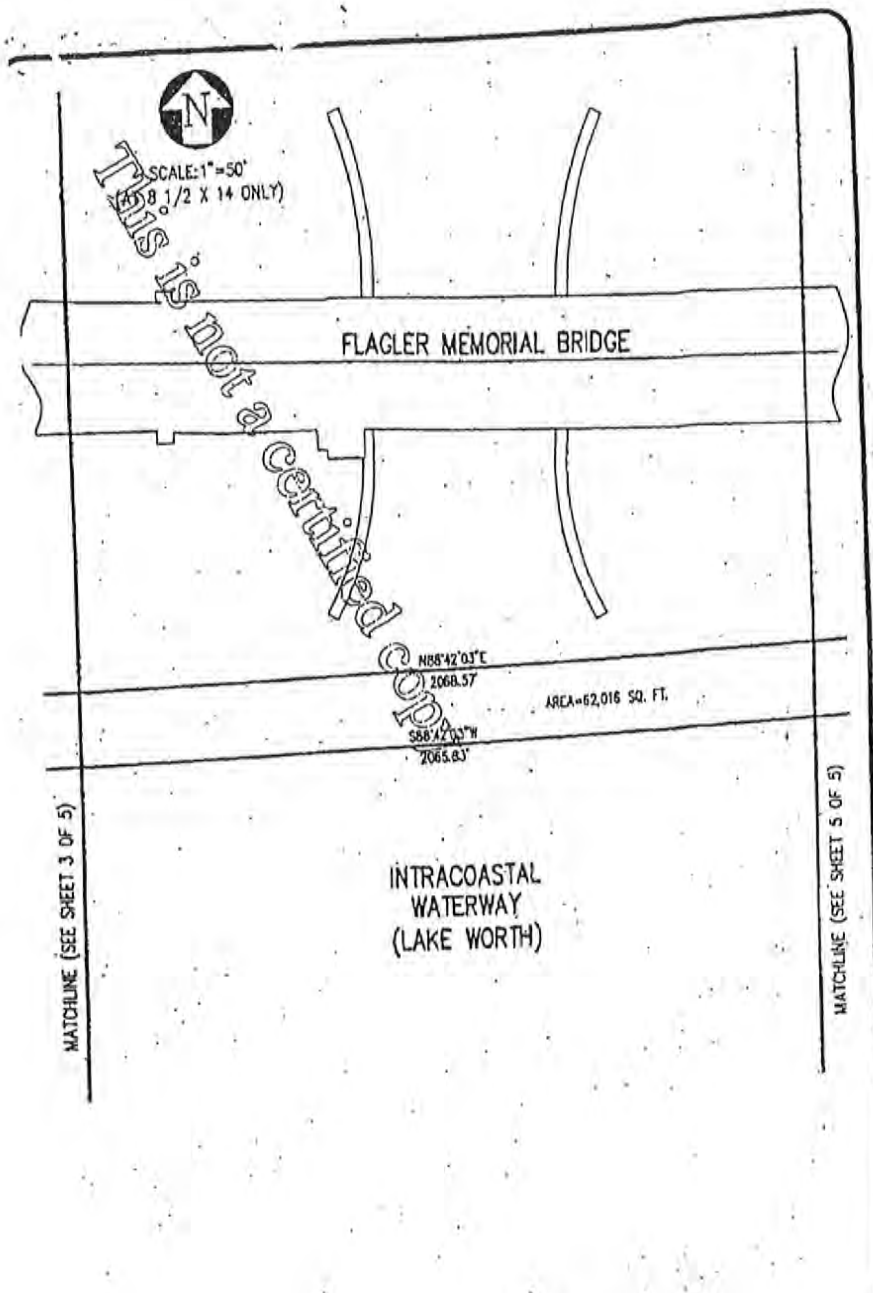 N
SCALE:1"=50'
(AT 8 1/2 X 14 ONLY)
This is not a certified copy
FLAGLER MEMORIAL BRIDGE
N88°42'03"E
2068.57'
AREA=62,016 SQ. FT.
S88°42'03"W
2065.83'
MATCHLINE (SEE SHEET 3 OF 5)
INTRACOASTAL
WATERWAY
(LAKE WORTH)
MATCHLINE (SEE SHEET 5 OF 5)